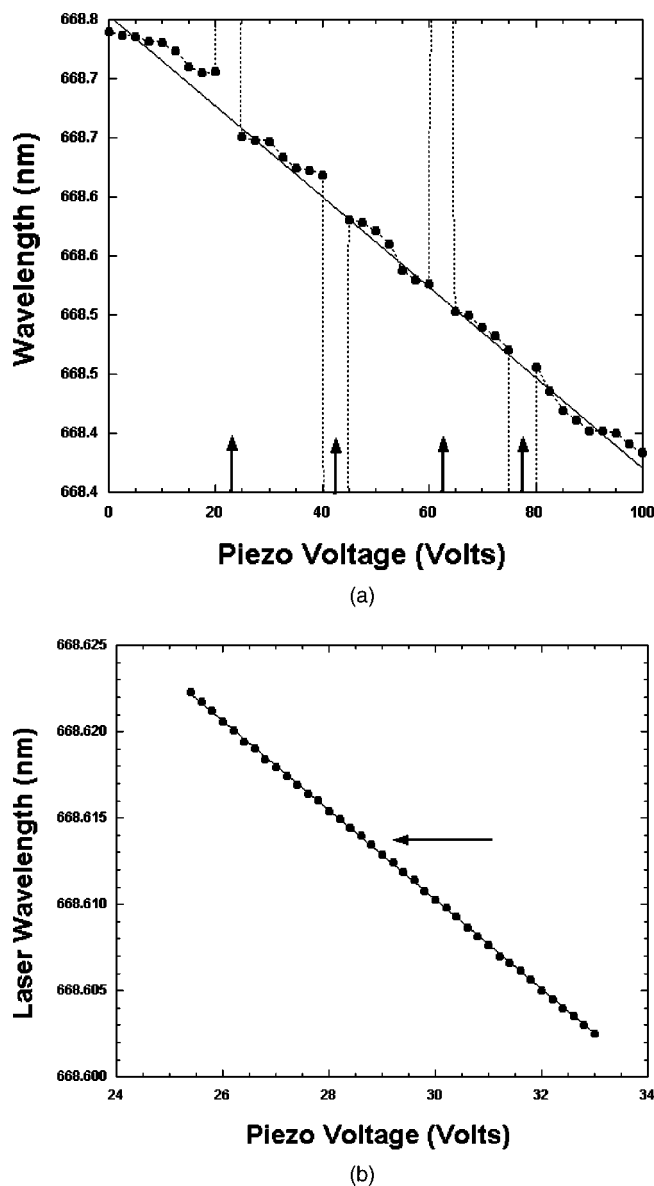 668.8
668.7
668.7
668.6
668.6
668.5
668.5
668.4
668.4
Wavelength (nm)
0 20 40 60 80 100
Piezo Voltage (Volts)
(a)
668.625
668.620
668.615
668.610
668.605
668.600
Laser Wavelength (nm)
24 26 28 30 32 34
Piezo Voltage (Volts)
(b)